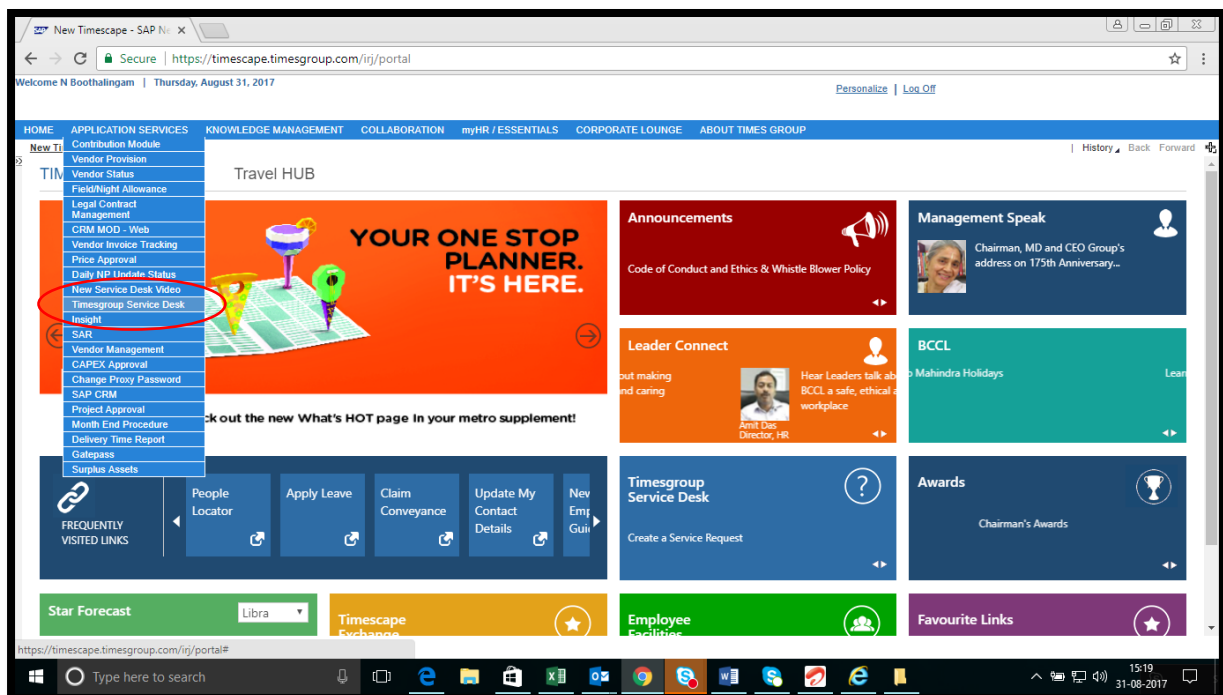 New Timescape - SAP Ne
Secure | https://timescape.timesgroup.com/irj/portal
Welcome N Boothalingam | Thursday, August 31, 2017
Personalize | Log Off
HOME APPLICATION SERVICES KNOWLEDGE MANAGEMENT COLLABORATION myHR / ESSENTIALS CORPORATE LOUNGE ABOUT TIMES GROUP
New Ti
| History Back Forward
TIM
Travel HUB
Contribution Module
Vendor Provision
Vendor Status
Field/Night Allowance
Legal Contract
Management
CRM MOD - Web
Vendor Invoice Tracking
Price Approval
Daily NP Update Status
New Service Desk Video
Timesgroup Service Desk
Insight
SAR
Vendor Management
CAPEX Approval
Change Proxy Password
SAP CRM
Project Approval
Month End Procedure
Delivery Time Report
Gatepass
Surplus Assets
YOUR ONE STOP
PLANNER.
IT'S HERE.
ck out the new What's HOT page In your metro supplement!
Announcements
Code of Conduct and Ethics & Whistle Blower Policy
Management Speak
Chairman, MD and CEO Group's
address on 175th Anniversary...
Leader Connect
out making
nd caring
Hear Leaders talk ab
BCCL a safe, ethical a
workplace
Amit Das
Director, HR
BCCL
Mahindra Holidays
Lear
FREQUENTLY
VISITED LINKS
People
Locator
Apply Leave
Claim
Conveyance
Update My
Contact
Details
New
Emp
Gui
Timesgroup
Service Desk
Create a Service Request
Awards
Chairman's Awards
Star Forecast
Libra
Timescape
Exchange
Employee
Facilities
Favourite Links
https://timescape.timesgroup.com/irj/portal#
Type here to search
15:19
31-08-2017